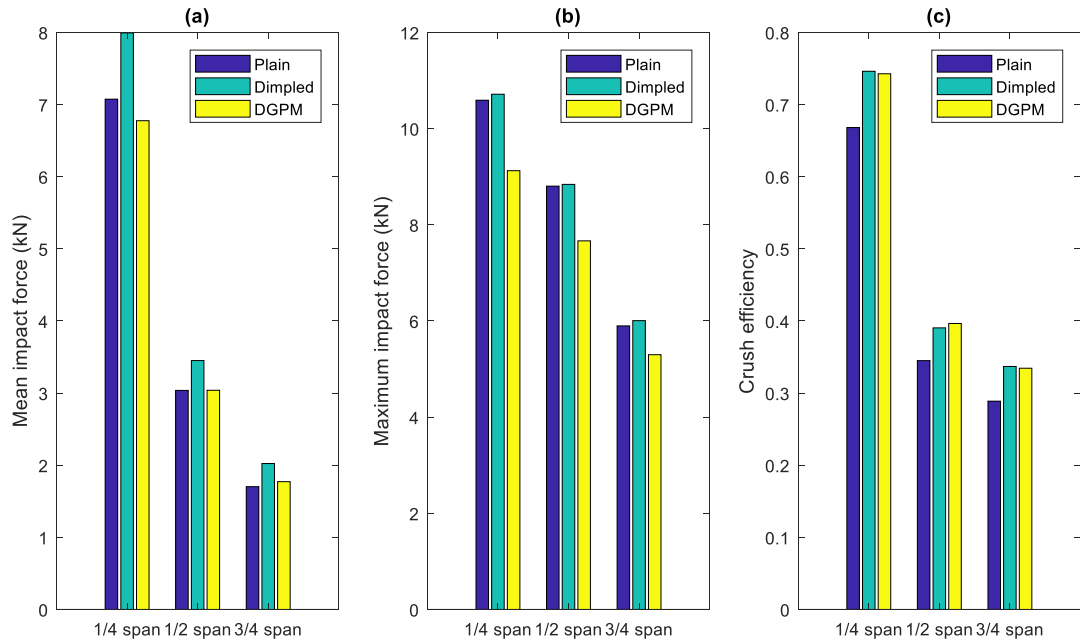 (a)
8
7
6
5
4
3
2
1
0
Mean impact force (kN)
Plain
Dimpled
DGPM
1/4 span 1/2 span 3/4 span
(b)
12
10
8
6
4
2
0
Maximum impact force (kN)
Plain
Dimpled
DGPM
1/4 span 1/2 span 3/4 span
(c)
0.8
0.7
0.6
0.5
0.4
0.3
0.2
0.1
0
Crush efficiency
Plain
Dimpled
DGPM
1/4 span 1/2 span 3/4 span